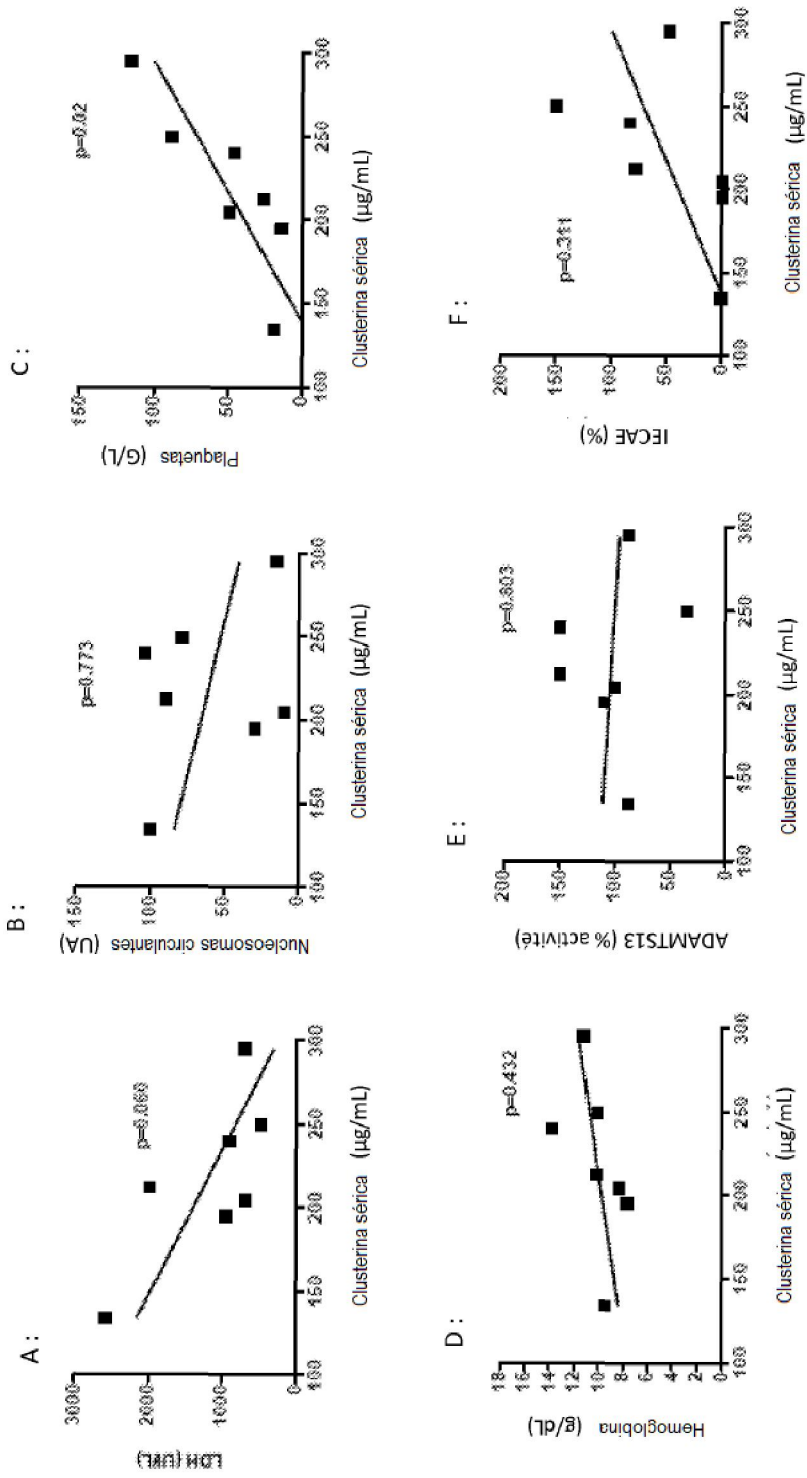 A :
LDH (UI/L)
3000
2000
1000
0
p=0.060
100
150
200
250
300
Clusterina sérica (µg/mL)
B :
Nucleosomas circulantes (UA)
150
100
50
0
p=0.773
100
150
200
250
300
Clusterina sérica (µg/mL)
C :
Plaquetas (G/L)
150
100
50
0
p=0.02
100
150
200
250
300
Clusterina sérica (µg/mL)
D :
Hemoglobina
(g/dL)
18
16
14
12
10
8
6
4
2
0
p=0.432
100
150
200
250
300
Clusterina sérica (µg/mL)
E :
ADAMTS13 (% activité)
200
150
100
50
0
p=0.803
100
150
200
250
300
Clusterina sérica (µg/mL)
F :
IECAE (%)
200
150
100
50
0
100
150
200
250
300
Clusterina sérica (µg/mL)